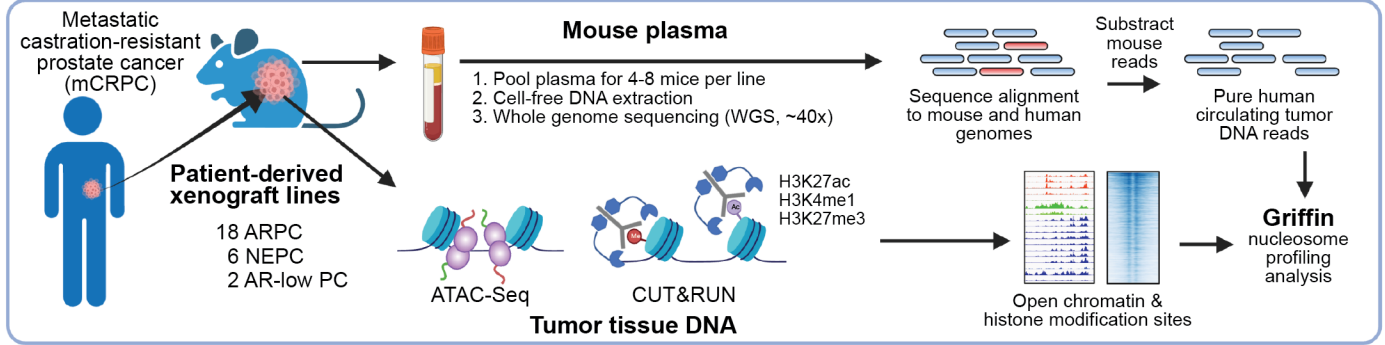 Metastatic
castration-resistant
prostate cancer
(mCRPC)
Patient-derived
xenograft lines
18 ARPC
6 NEPC
2 AR-low PC
Mouse plasma
1. Pool plasma for 4-8 mice per line
2. Cell-free DNA extraction
3. Whole genome sequencing (WGS, ~40x)
Sequence alignment
to mouse and human
genomes
Substract
mouse
reads
Pure human
circulating tumor
DNA reads
ATAC-Seq
Me
Ac
H3K27ac
H3K4me1
H3K27me3
CUT&RUN
Tumor tissue DNA
Open chromatin &
histone modification sites
Griffin
nucleosome
profiling
analysis